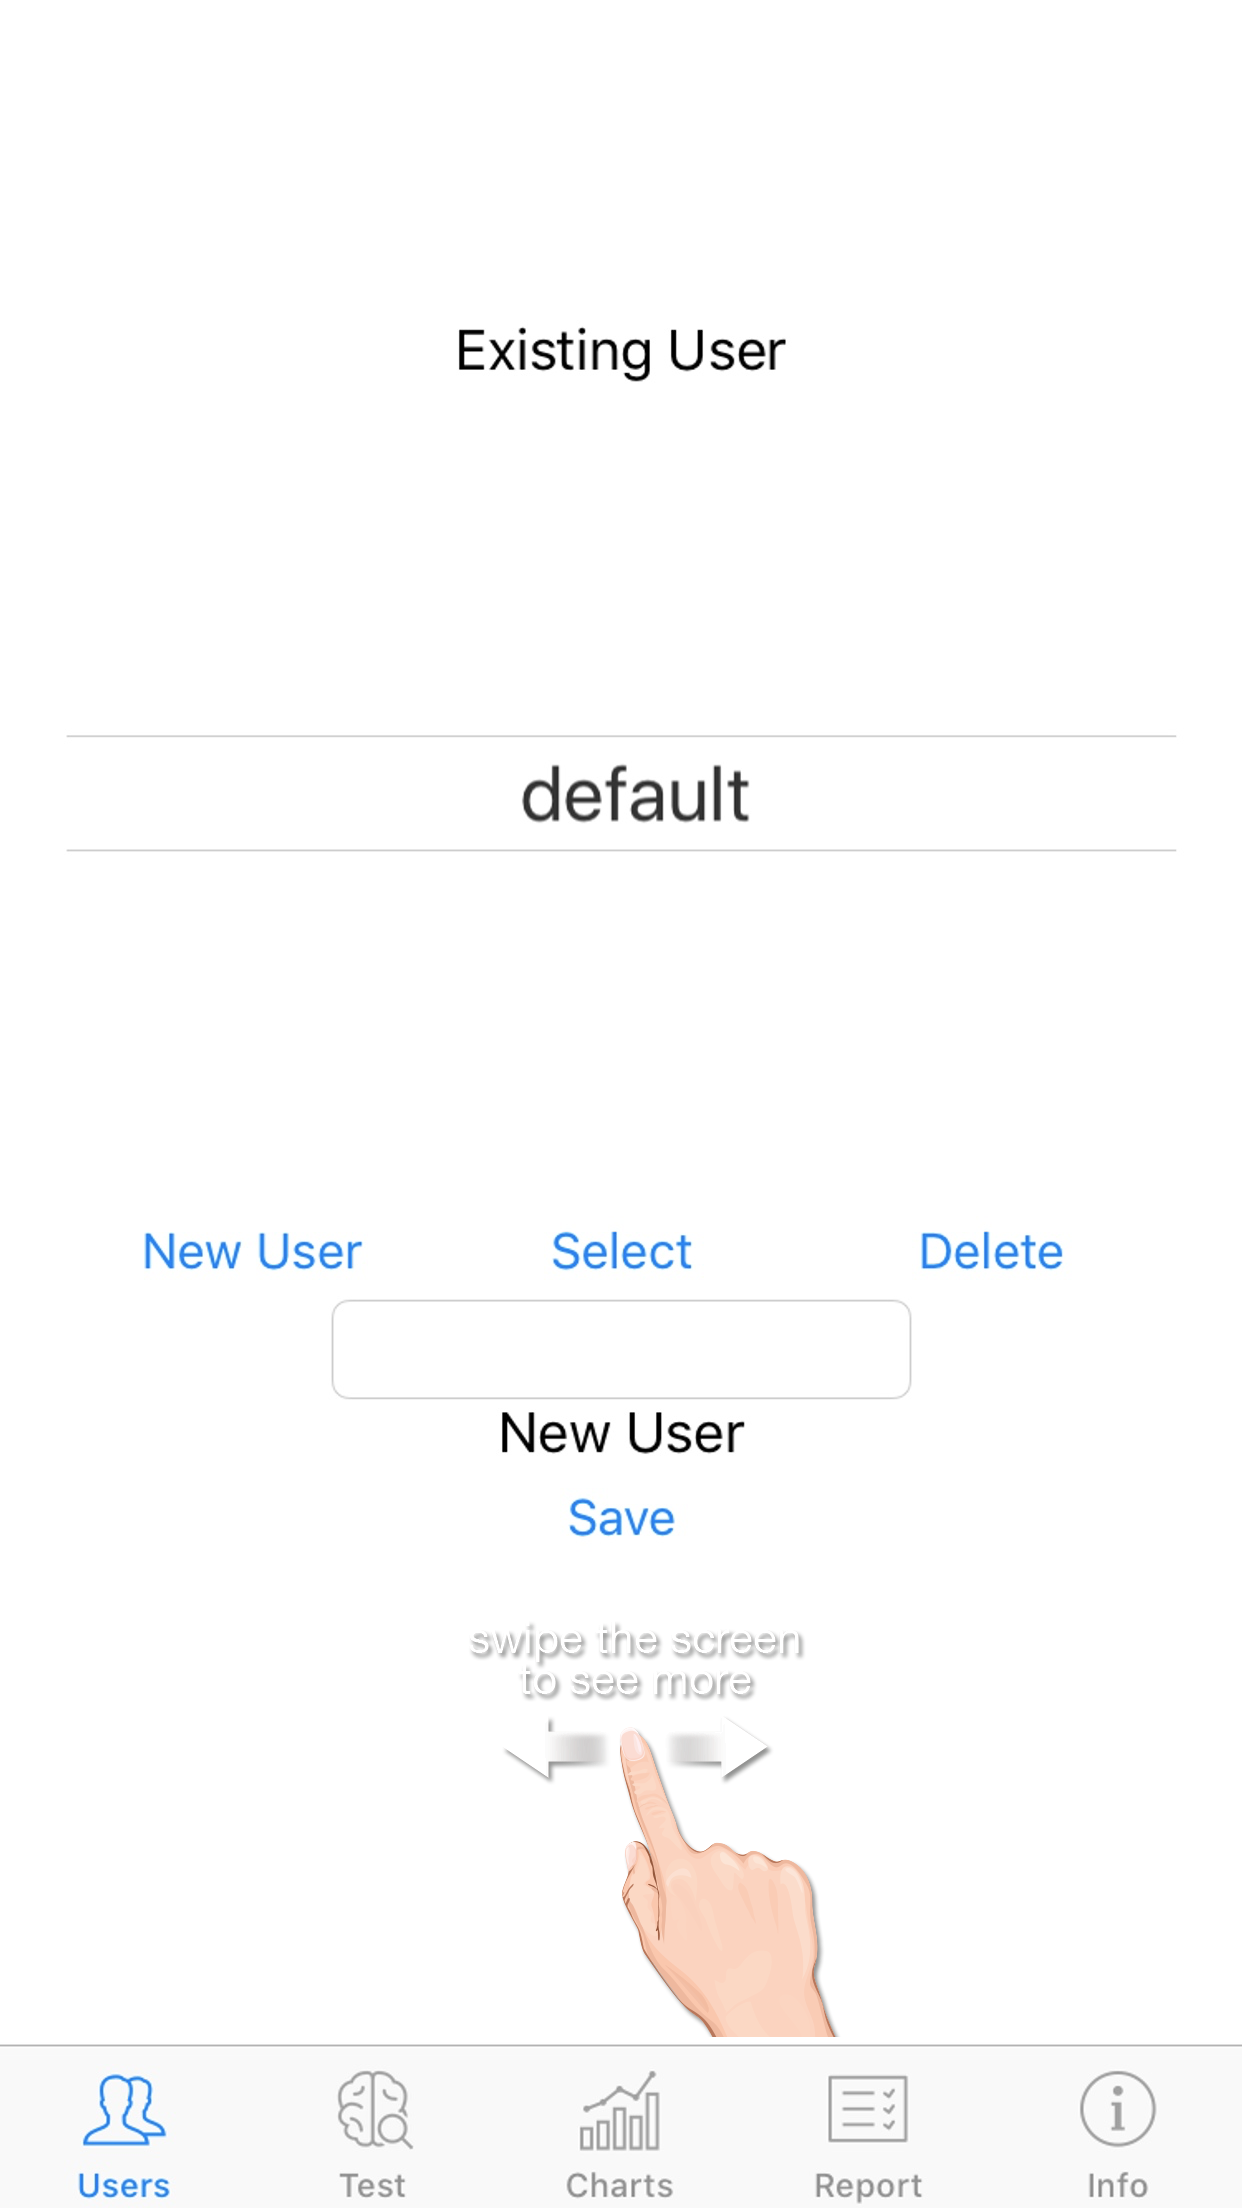 Existing User
default
New User Select Delete
New User
Save
swipe the screen
to see more
Users Test Charts Report Info